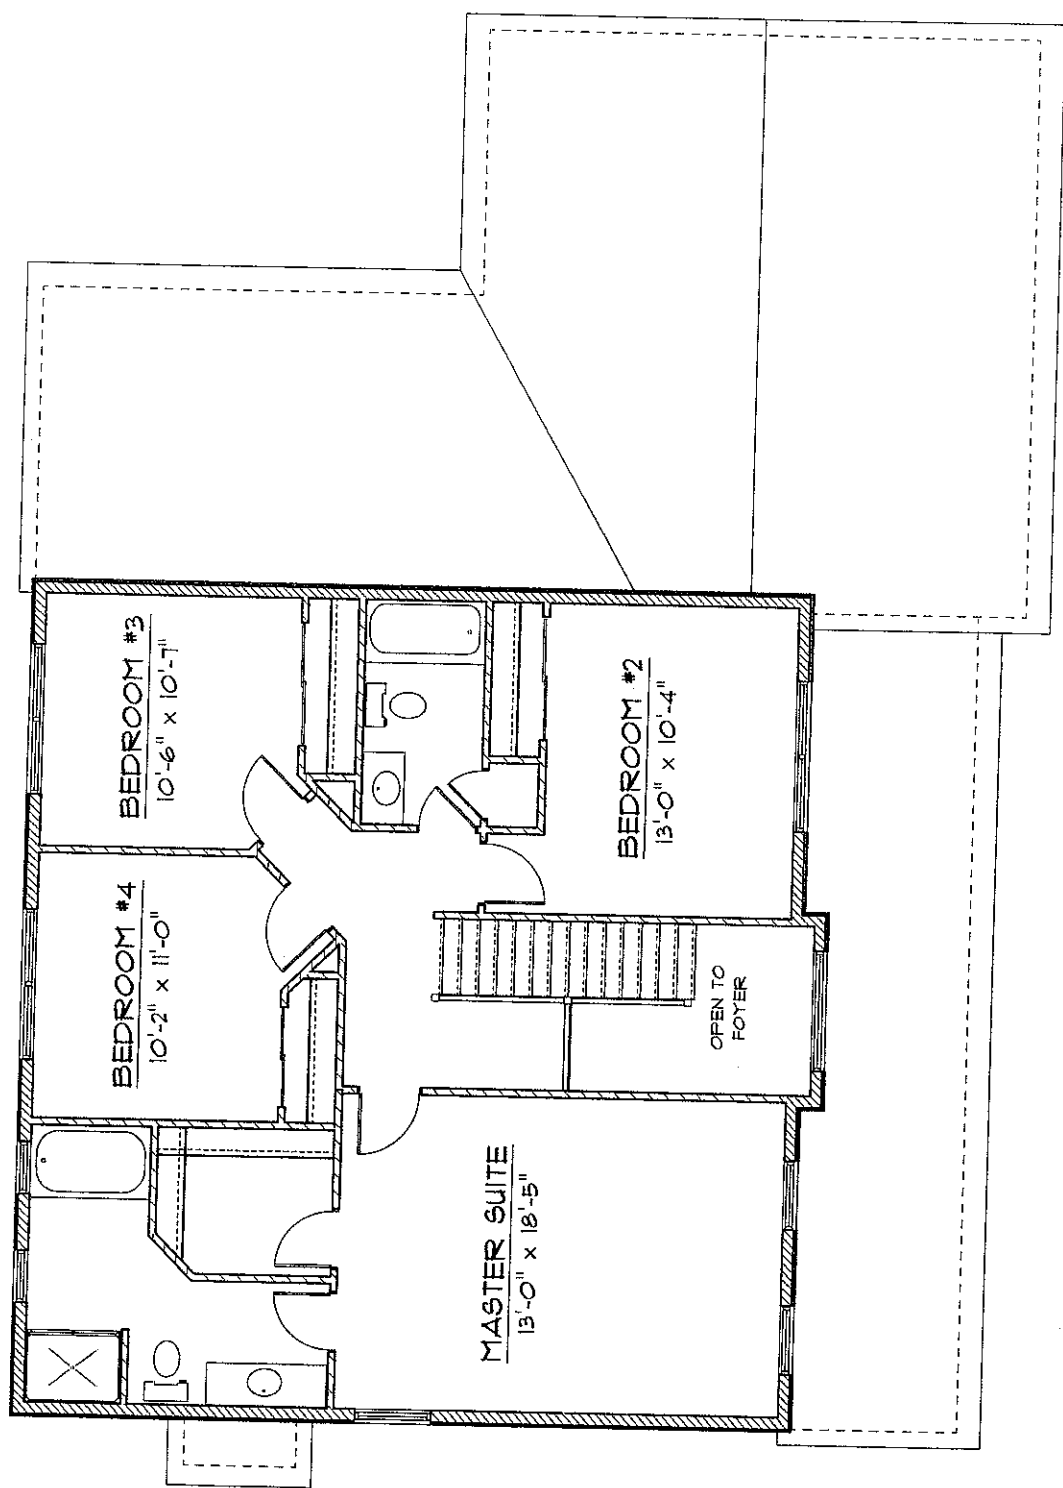 BEDROOM #3
10'-6" x 10'-7"
BEDROOM #4
10'-2" x 11'-0"
BEDROOM #2
13'-0" x 10'-4"
OPEN TO
FOYER
MASTER SUITE
13'-0" x 18'-5"